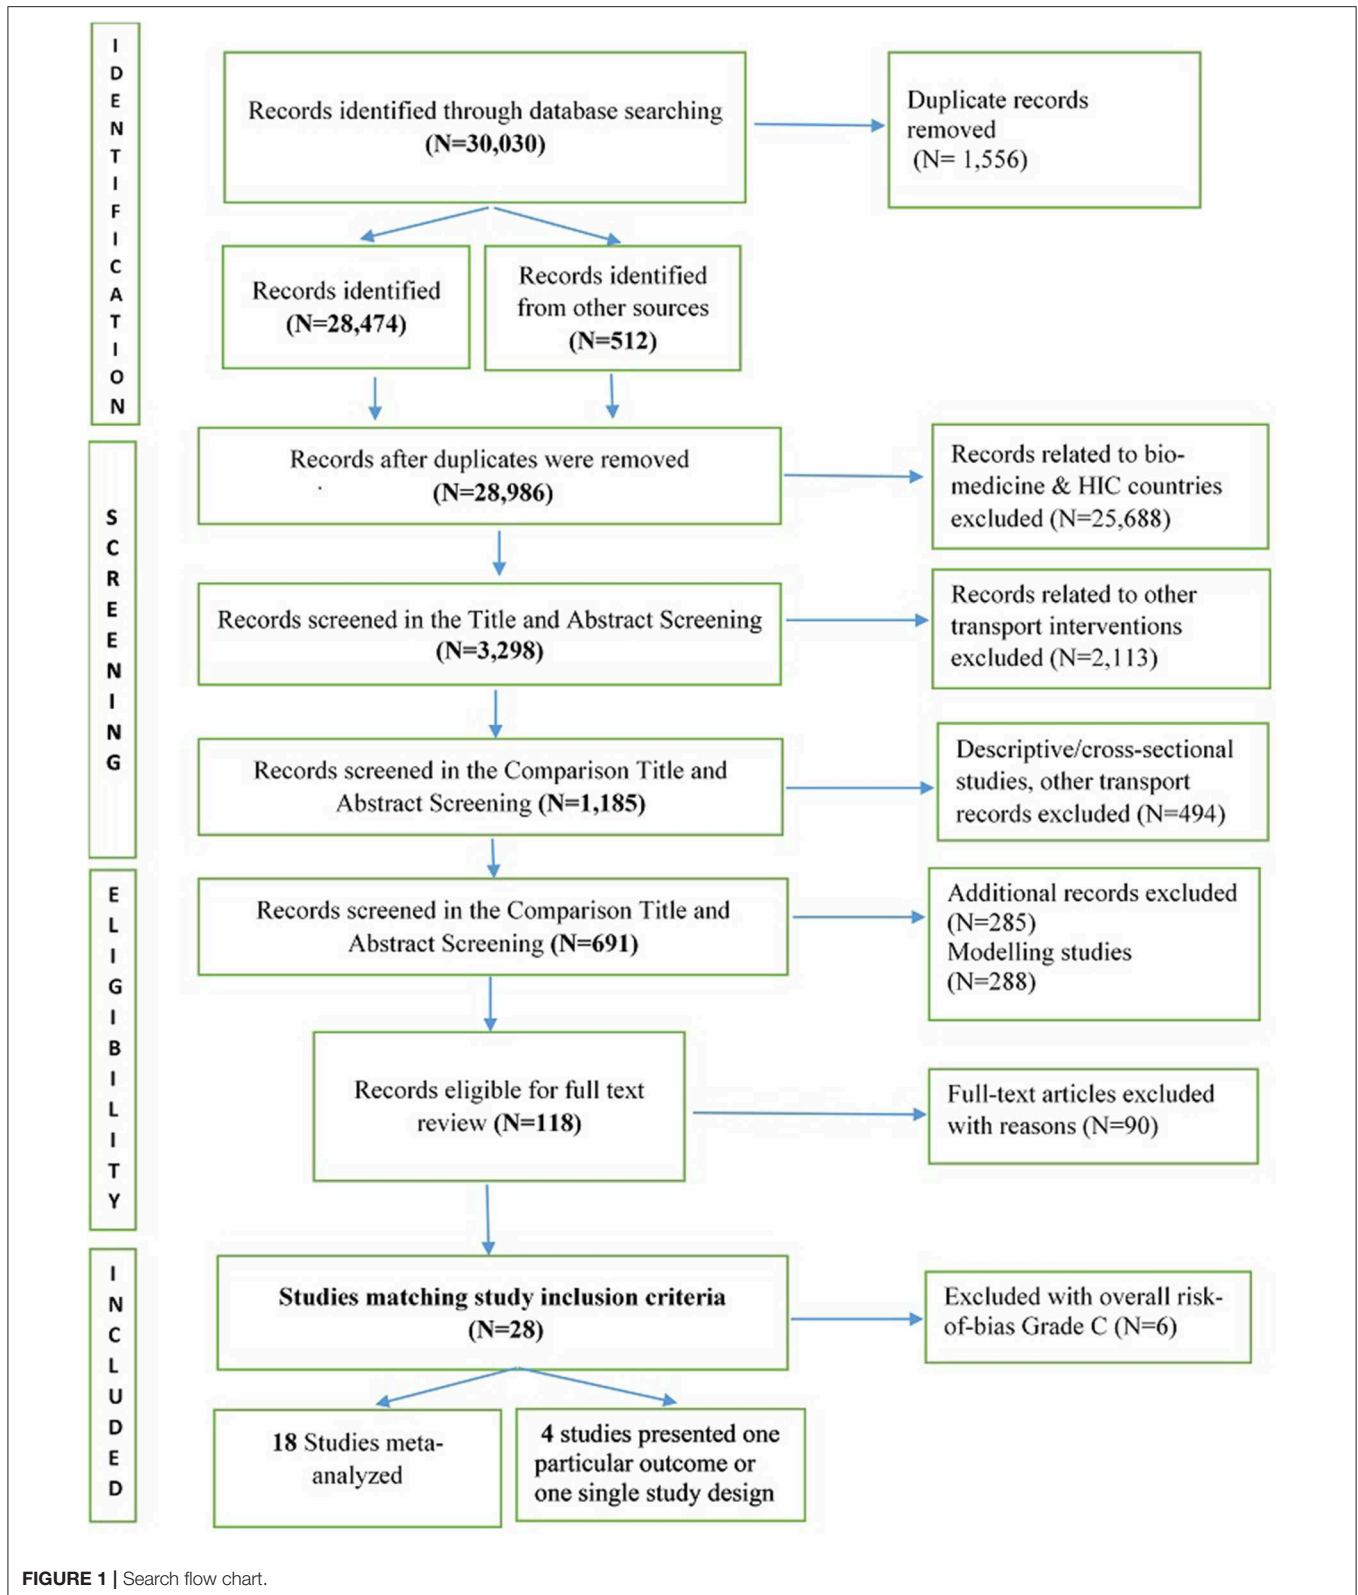 IDENTIFICATION
Records identified through database searching
(N=30,030)
Duplicate records
removed
(N= 1,556)
Records identified
(N=28,474)
Records identified
from other sources
(N=512)
SCREENING
Records after duplicates were removed
(N=28,986)
Records related to bio-
medicine & HIC countries
excluded (N=25,688)
Records screened in the Title and Abstract Screening
(N=3,298)
Records related to other
transport interventions
excluded (N=2,113)
Records screened in the Comparison Title and
Abstract Screening (N=1,185)
Descriptive/cross-sectional
studies, other transport
records excluded (N=494)
ELIGIBILITY
Records screened in the Comparison Title and
Abstract Screening (N=691)
Additional records excluded
(N=285)
Modelling studies
(N=288)
Records eligible for full text
review (N=118)
Full-text articles excluded
with reasons (N=90)
INCLUDED
Studies matching study inclusion criteria
(N=28)
Excluded with overall risk-
of-bias Grade C (N=6)
18 Studies meta-
analyzed
4 studies presented one
particular outcome or
one single study design
FIGURE 1 | Search flow chart.